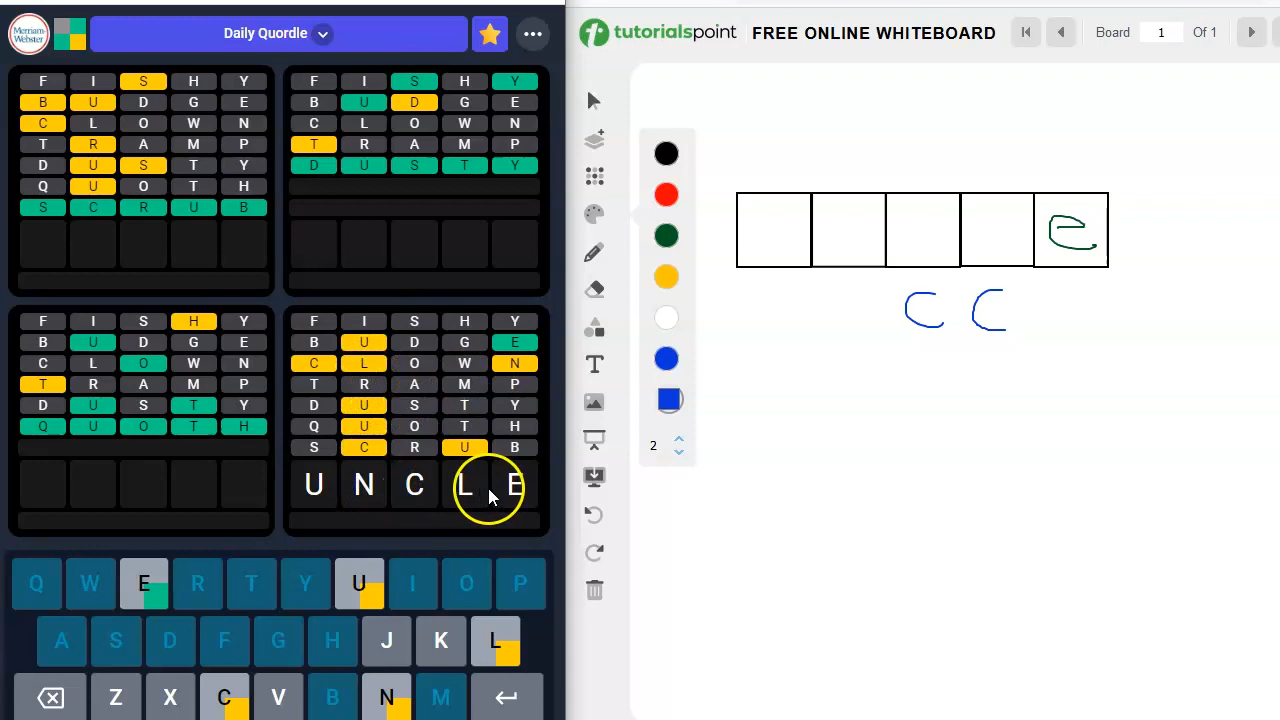 Merriam-Webster
Daily Quordle
tutorialspoint FREE ONLINE WHITEBOARD
Board 1 Of 1
F I S H Y
B U D G E
C L O W N
T R A M P
D U S T Y
Q U O T H
S C R U B
F I S H Y
B U D G E
C L O W N
T R A M P
D U S T Y
F I S H Y
B U D G E
C L O W N
T R A M P
D U S T Y
Q U O T H
F I S H Y
B U D G E
C L O W N
T R A M P
D U S T Y
Q U O T H
S C R U B
U N C L E
Q W E R T Y U I O P
A S D F G H J K L
Z X C V B N M
2
e
C C